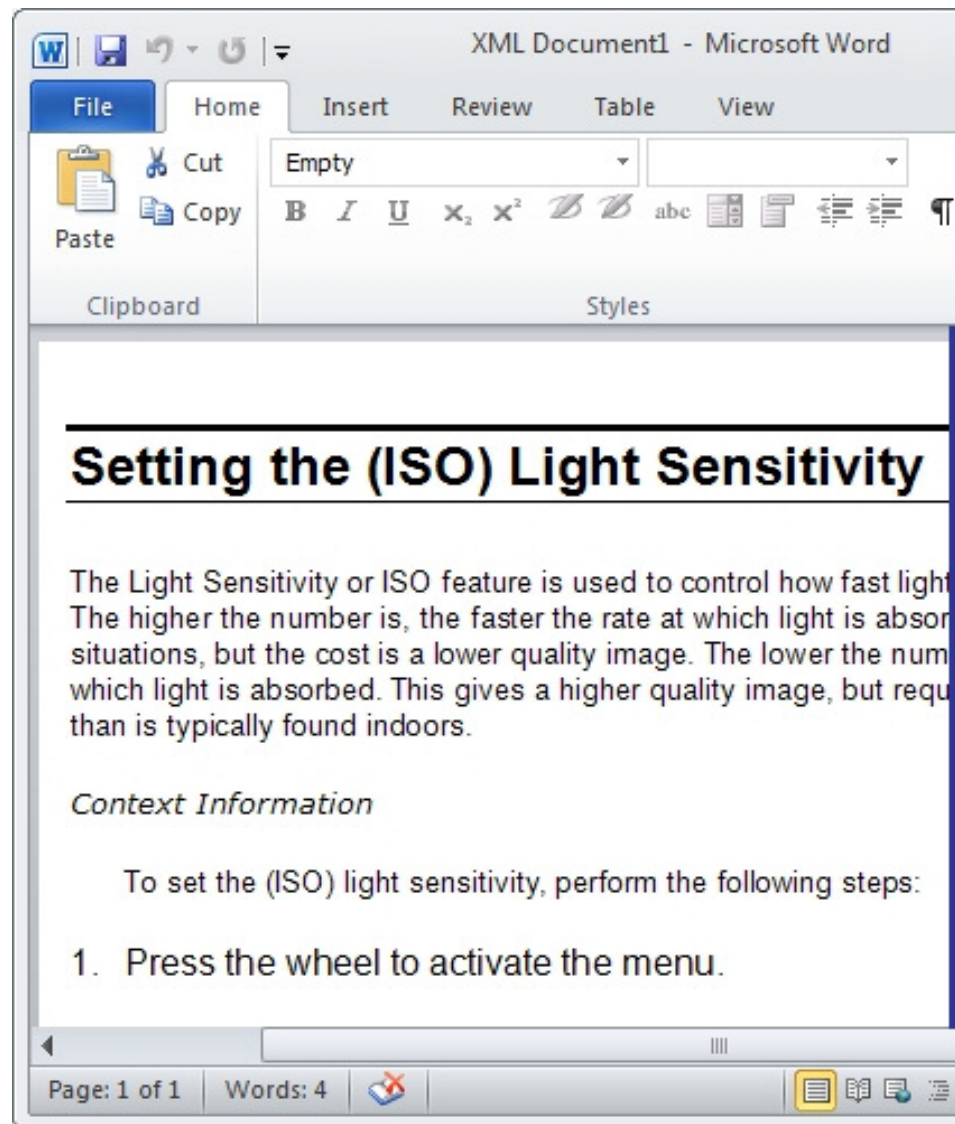 XML Document1 - Microsoft Word
File Home Insert Review Table View
Cut
Empty
Copy
B I U x₂ x² abc ¶
Paste
Clipboard Styles
Setting the (ISO) Light Sensitivity
The Light Sensitivity or ISO feature is used to control how fast light
The higher the number is, the faster the rate at which light is absor
situations, but the cost is a lower quality image. The lower the num
which light is absorbed. This gives a higher quality image, but requ
than is typically found indoors.
Context Information
To set the (ISO) light sensitivity, perform the following steps:
1. Press the wheel to activate the menu.
Page: 1 of 1 Words: 4